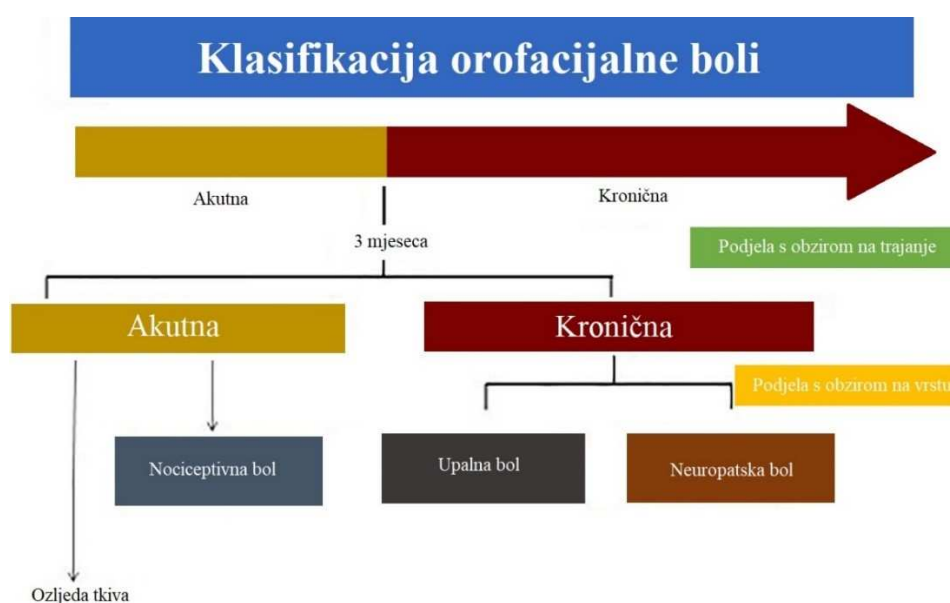 Klasifikacija orofacijalne boli
Akutna
Kronična
3 mjeseca
Podjela s obzirom na trajanje
Akutna
Kronična
Podjela s obzirom na vrstu
Nociceptivna bol
Upalna bol
Neuropatska bol
Ozljeda tkiva